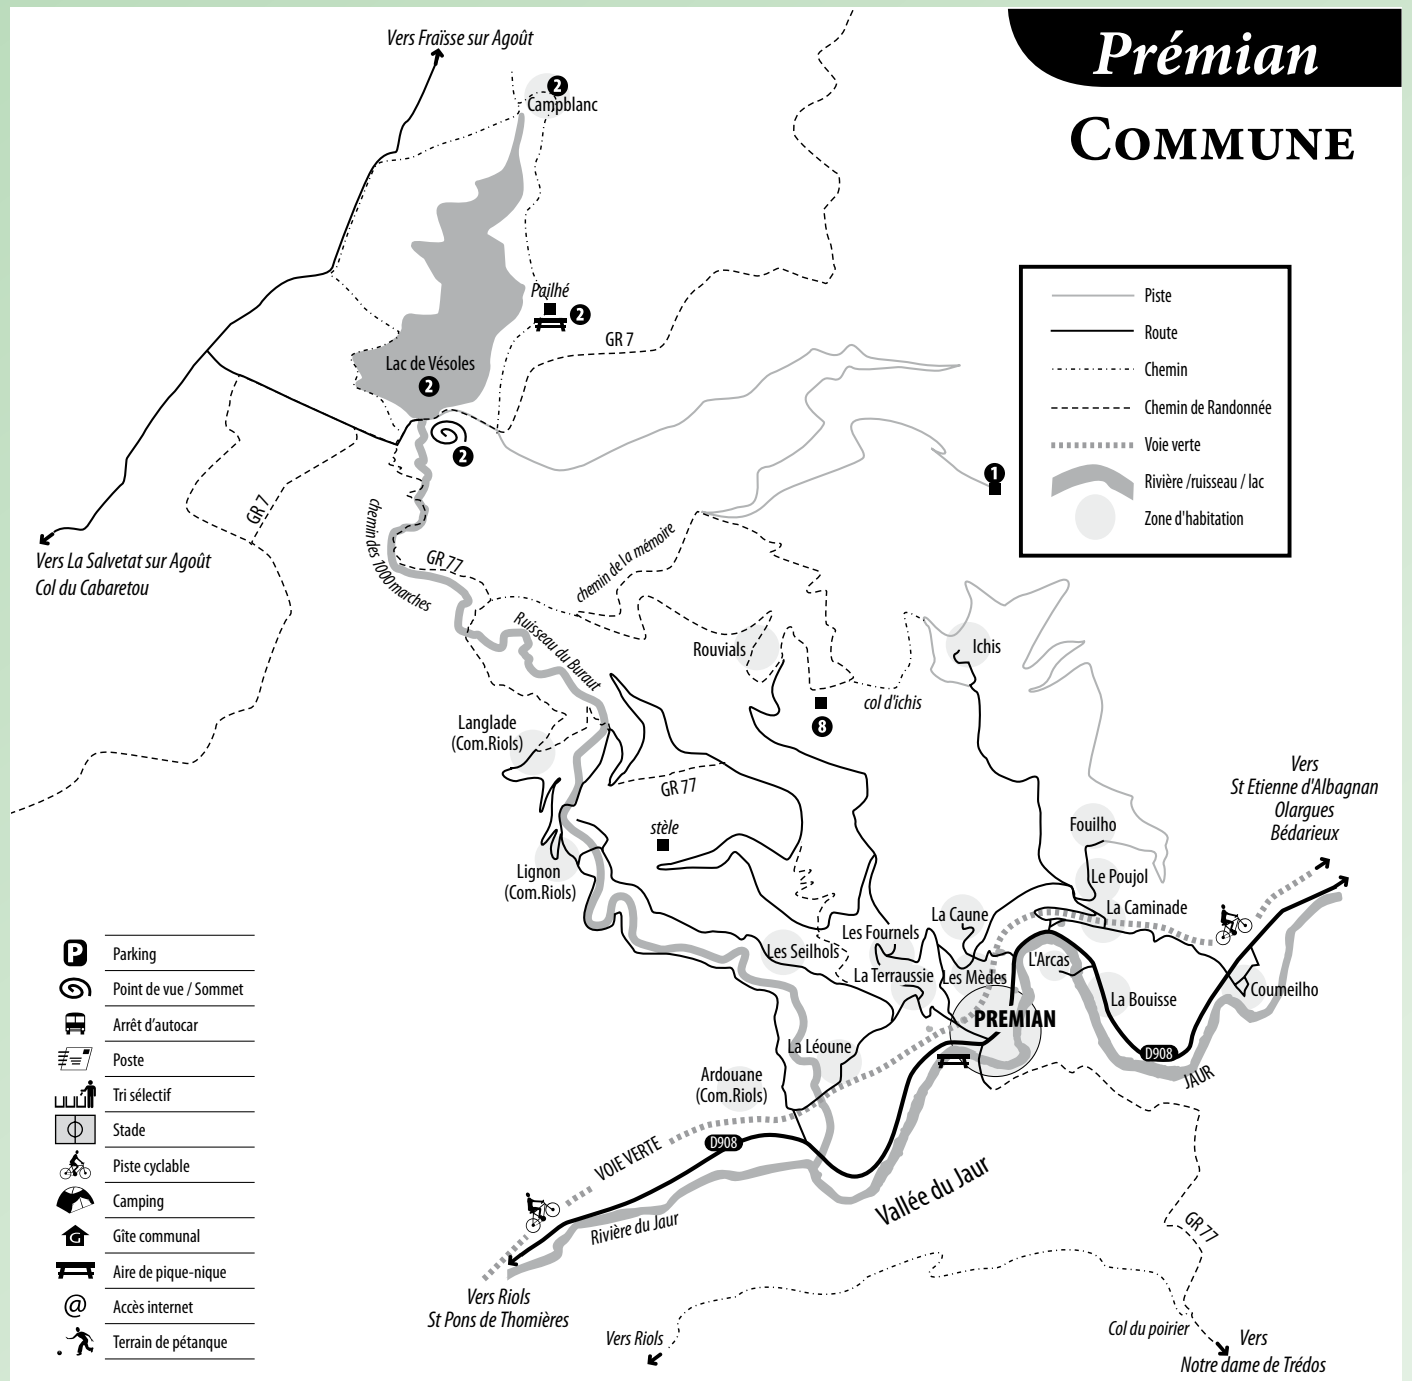 Prémian
COMMUNE
Vers Fraïsse sur Agoût
2
Campblanc
Pailhé
2
GR 7
Lac de Vésoles
2
2
Piste
Route
Chemin
Chemin de Randonnée
Voie verte
Rivière /ruisseau / lac
Zone d'habitation
1
GR 7
Vers La Salvetat sur Agoût
Col du Cabaretou
chemin des 1000 marches
GR 77
chemin de la mémoire
Ruisseau du Buraut
Rouvials
Ichis
col d'ichis
8
Langlade
(Com.Riols)
GR 77
stèle
Vers
St Etienne d'Albagnan
Olargues
Bédarieux
Fouilho
Lignon
(Com.Riols)
Le Poujol
La Caminade
La Caune
Les Fournels
Les Seilhols
L'Arcas
La Terraussie
Les Mèdes
Coumeilho
La Bouisse
PREMIAN
La Léoune
D908
JAUR
Ardouane
(Com.Riols)
D908
VOIE VERTE
Vallée du Jaur
Rivière du Jaur
GR 77
Vers Riols
St Pons de Thomières
Vers Riols
Col du poirier
Vers
Notre dame de Trédos
P
Parking
Point de vue / Sommet
Arrêt d'autocar
Poste
Tri sélectif
Stade
Piste cyclable
Camping
G
Gîte communal
Aire de pique-nique
@
Accès internet
Terrain de pétanque